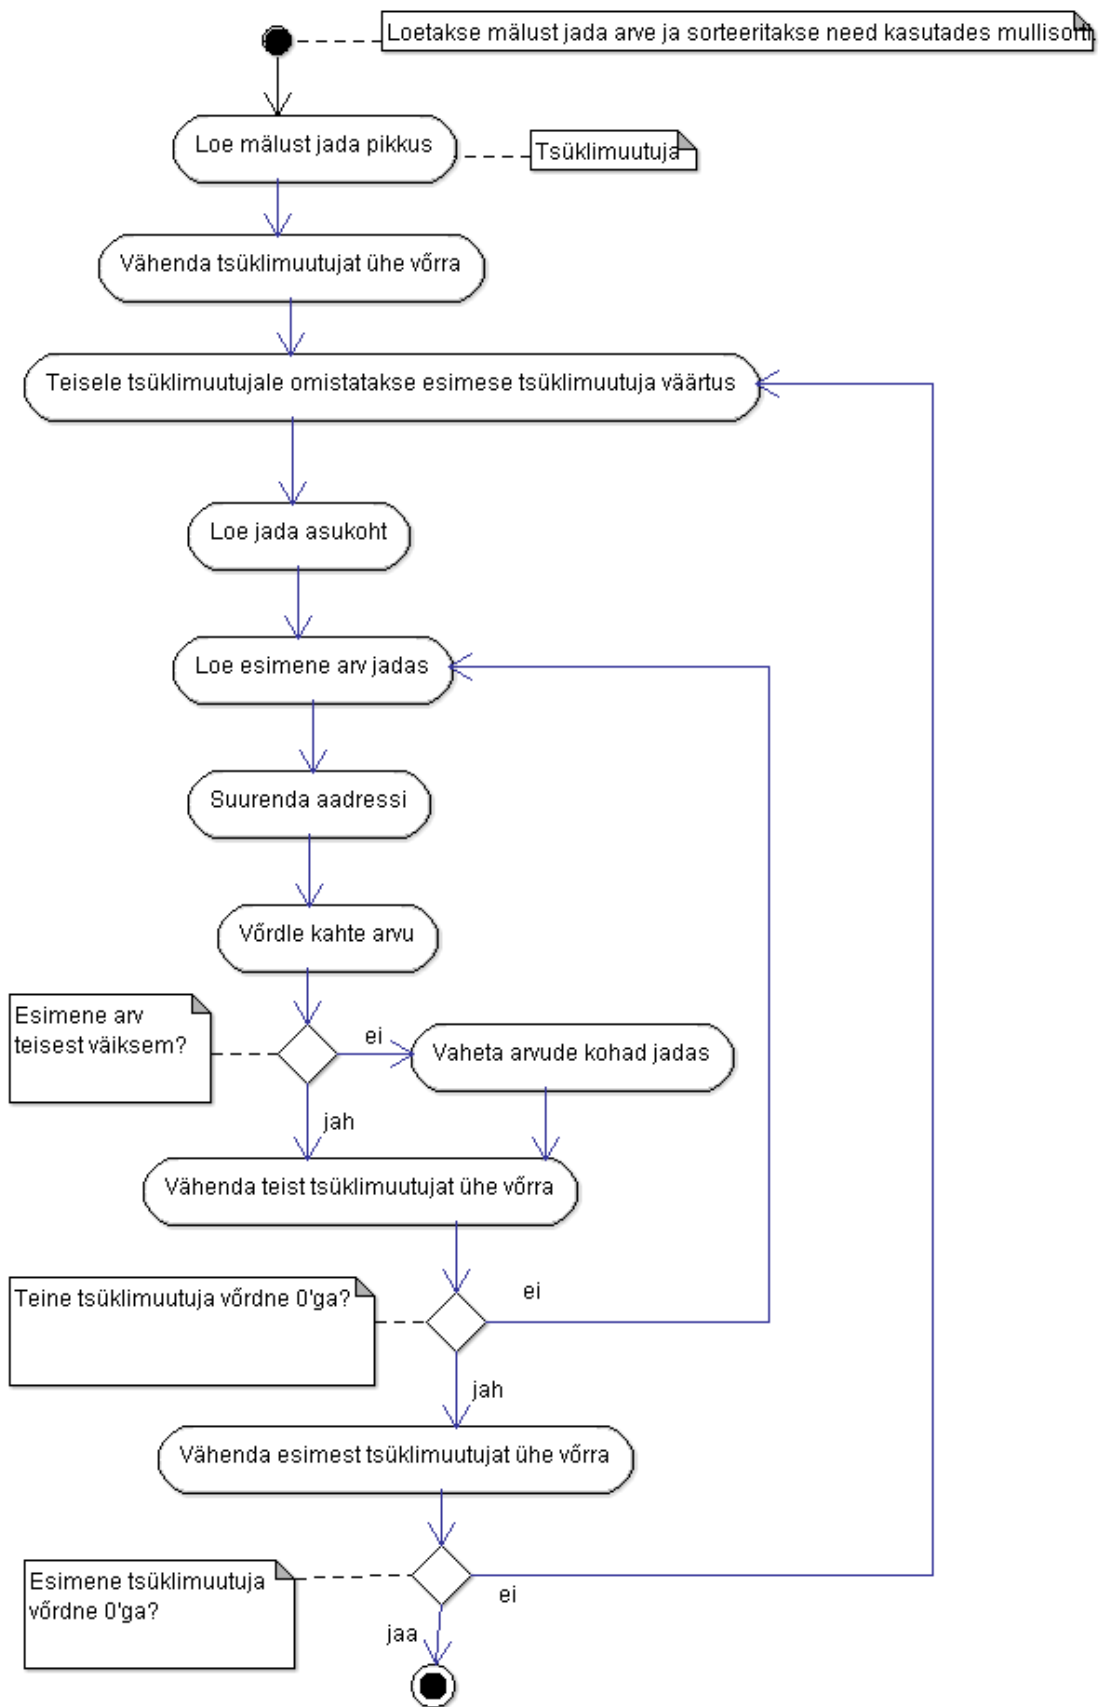 Loetakse mälust jada arve ja sorteeritakse need kasutades mullisorti.
Loe mälust jada pikkus
Tsüklimuutuja
Vähenda tsüklimuutujat ühe võrra
Teisele tsüklimuutujale omistatakse esimese tsüklimuutuja väärtus
Loe jada asukoht
Loe esimene arv jadas
Suurenda aadressi
Võrdle kahte arvu
Esimene arv
teisest väiksem?
ei
Vaheta arvude kohad jadas
jah
Vähenda teist tsüklimuutujat ühe võrra
Teine tsüklimuutuja võrdne 0'ga?
ei
jah
Vähenda esimest tsüklimuutujat ühe võrra
Esimene tsüklimuutuja
võrdne 0'ga?
ei
jaa